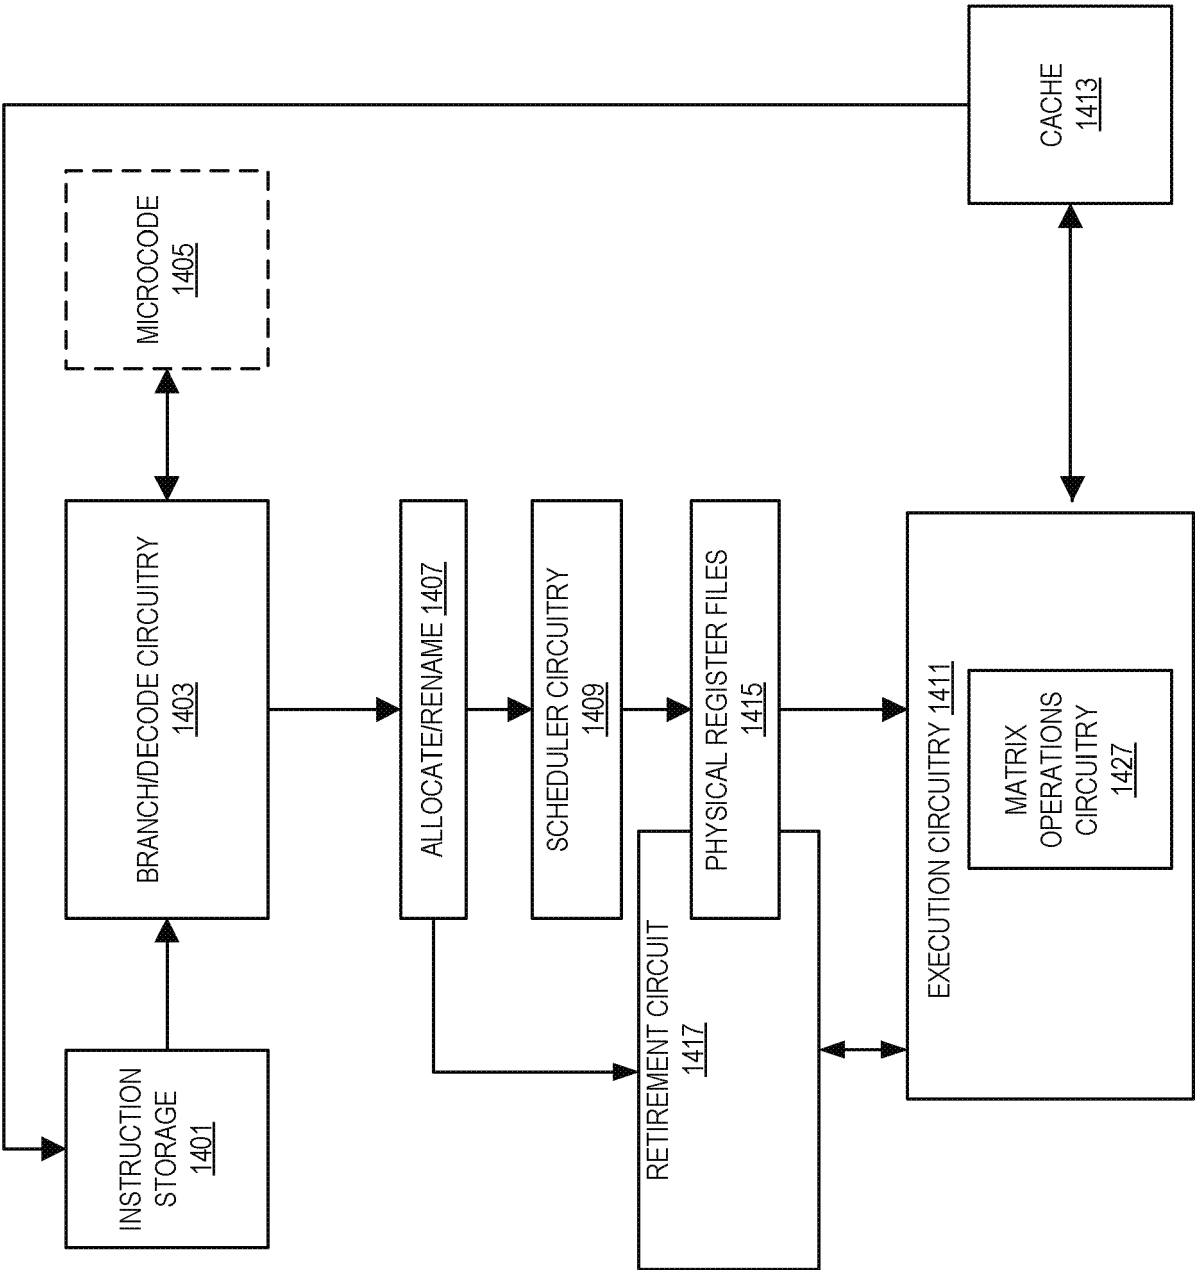 INSTRUCTION
STORAGE
1401
BRANCH/DECODE CIRCUITRY
1403
MICROCODE
1405
ALLOCATE/RENAME 1407
SCHEDULER CIRCUITRY
1409
PHYSICAL REGISTER FILES
1415
RETIREMENT CIRCUIT
1417
EXECUTION CIRCUITRY 1411
MATRIX
OPERATIONS
CIRCUITRY
1427
CACHE
1413